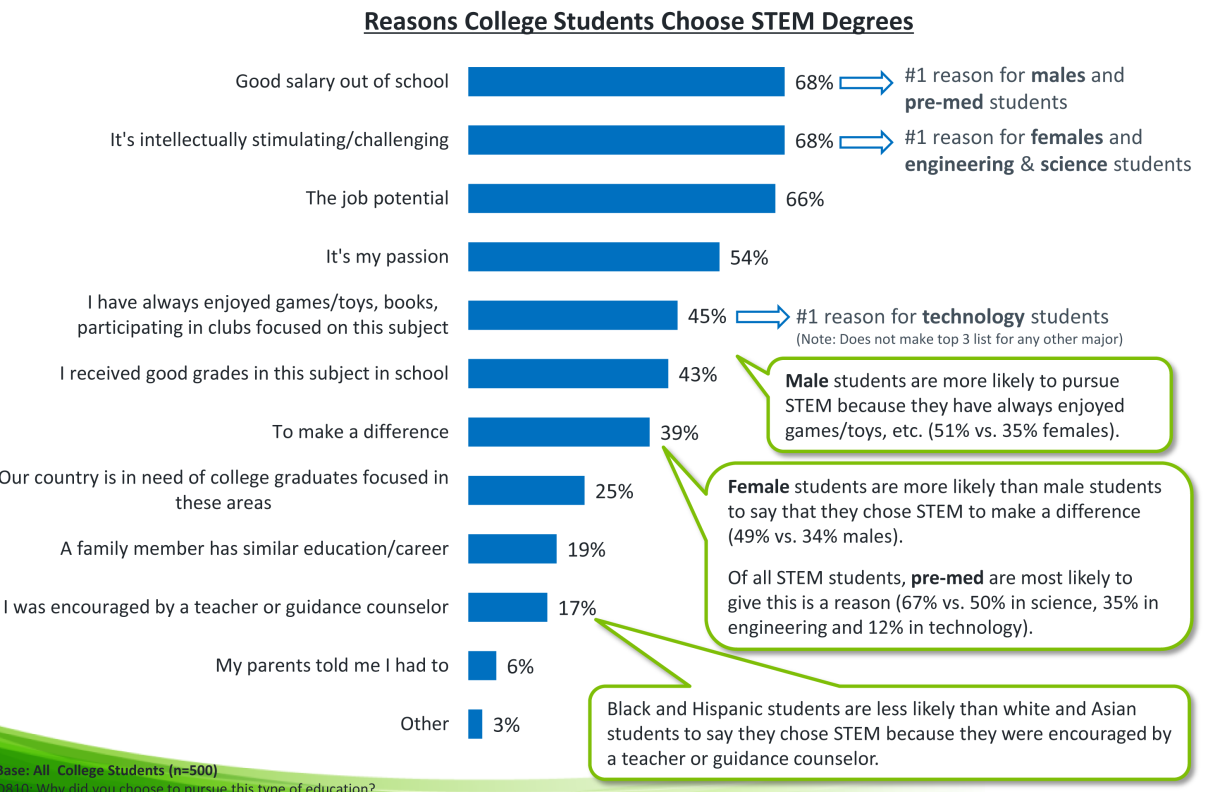 Reasons College Students Choose STEM Degrees
Good salary out of school
68%
#1 reason for males and
pre-med students
It's intellectually stimulating/challenging
68%
#1 reason for females and
engineering & science students
The job potential
66%
It's my passion
54%
I have always enjoyed games/toys, books,
participating in clubs focused on this subject
45%
#1 reason for technology students
(Note: Does not make top 3 list for any other major)
I received good grades in this subject in school
43%
Male students are more likely to pursue
STEM because they have always enjoyed
games/toys, etc. (51% vs. 35% females).
To make a difference
39%
Female students are more likely than male students
to say that they chose STEM to make a difference
(49% vs. 34% males).
Of all STEM students, pre-med are most likely to
give this is a reason (67% vs. 50% in science, 35% in
engineering and 12% in technology).
Our country is in need of college graduates focused in
these areas
25%
A family member has similar education/career
19%
I was encouraged by a teacher or guidance counselor
17%
Black and Hispanic students are less likely than white and Asian
students to say they chose STEM because they were encouraged by
a teacher or guidance counselor.
My parents told me I had to
6%
Other
3%
Base: All College Students (n=500)
Why did you choose to pursue this type of education?